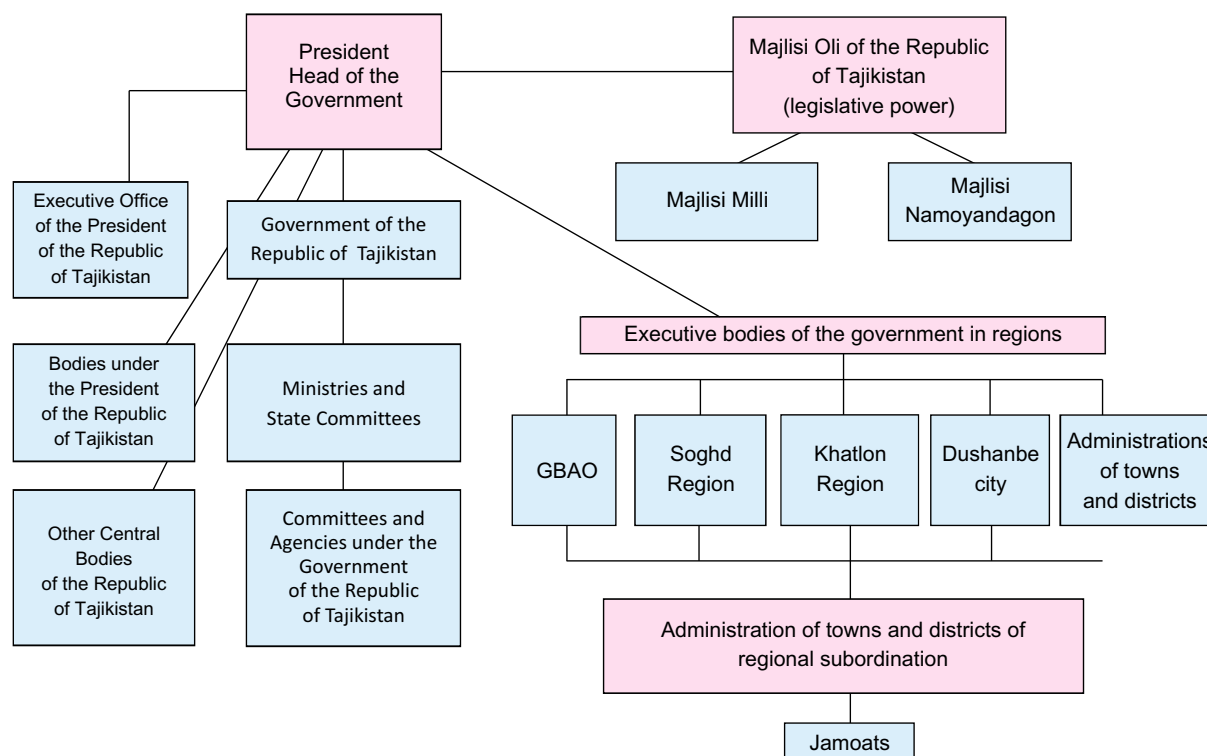 President
Head of the
Government
Majlisi Oli of the Republic
of Tajikistan
(legislative power)
Executive Office
of the President
of the Republic
of Tajikistan
Government of the
Republic of Tajikistan
Majlisi Milli
Majlisi
Namoyandagon
Bodies under
the President
of the Republic
of Tajikistan
Ministries and
State Committees
Executive bodies of the government in regions
GBAO
Soghd
Region
Khatlon
Region
Dushanbe
city
Administrations
of towns
and districts
Other Central
Bodies
of the Republic
of Tajikistan
Committees and
Agencies under the
Government
of the Republic
of Tajikistan
Administration of towns and districts of
regional subordination
Jamoats